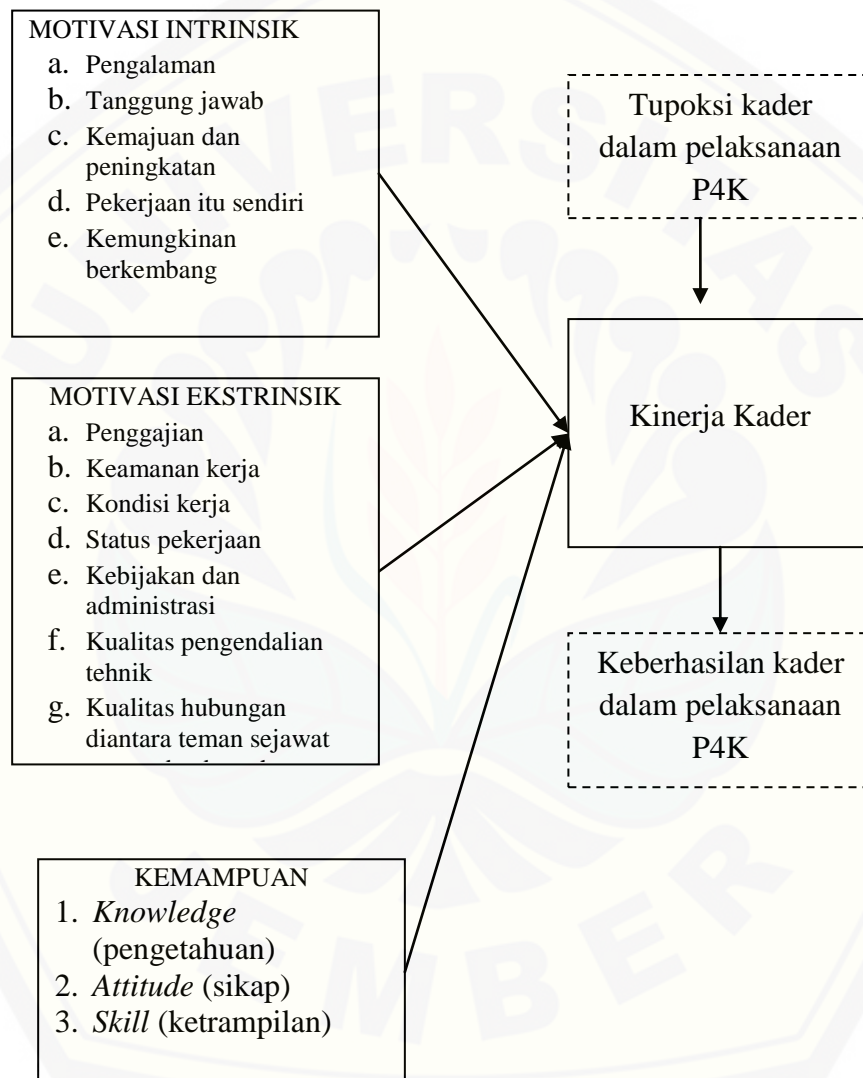 MOTIVASI INTRINSIK
a. Pengalaman
b. Tanggung jawab
c. Kemajuan dan
peningkatan
d. Pekerjaan itu sendiri
e. Kemungkinan
berkembang
MOTIVASI EKSTRINSIK
a. Penggajian
b. Keamanan kerja
c. Kondisi kerja
d. Status pekerjaan
e. Kebijakan dan
administrasi
f. Kualitas pengendalian
tehnik
g. Kualitas hubungan
diantara teman sejawat
KEMAMPUAN
1. Knowledge
(pengetahuan)
2. Attitude (sikap)
3. Skill (ketrampilan)
Tupoksi kader
dalam pelaksanaan
P4K
Kinerja Kader
Keberhasilan kader
dalam pelaksanaan
P4K
UNIVERSITAS
JEMBER